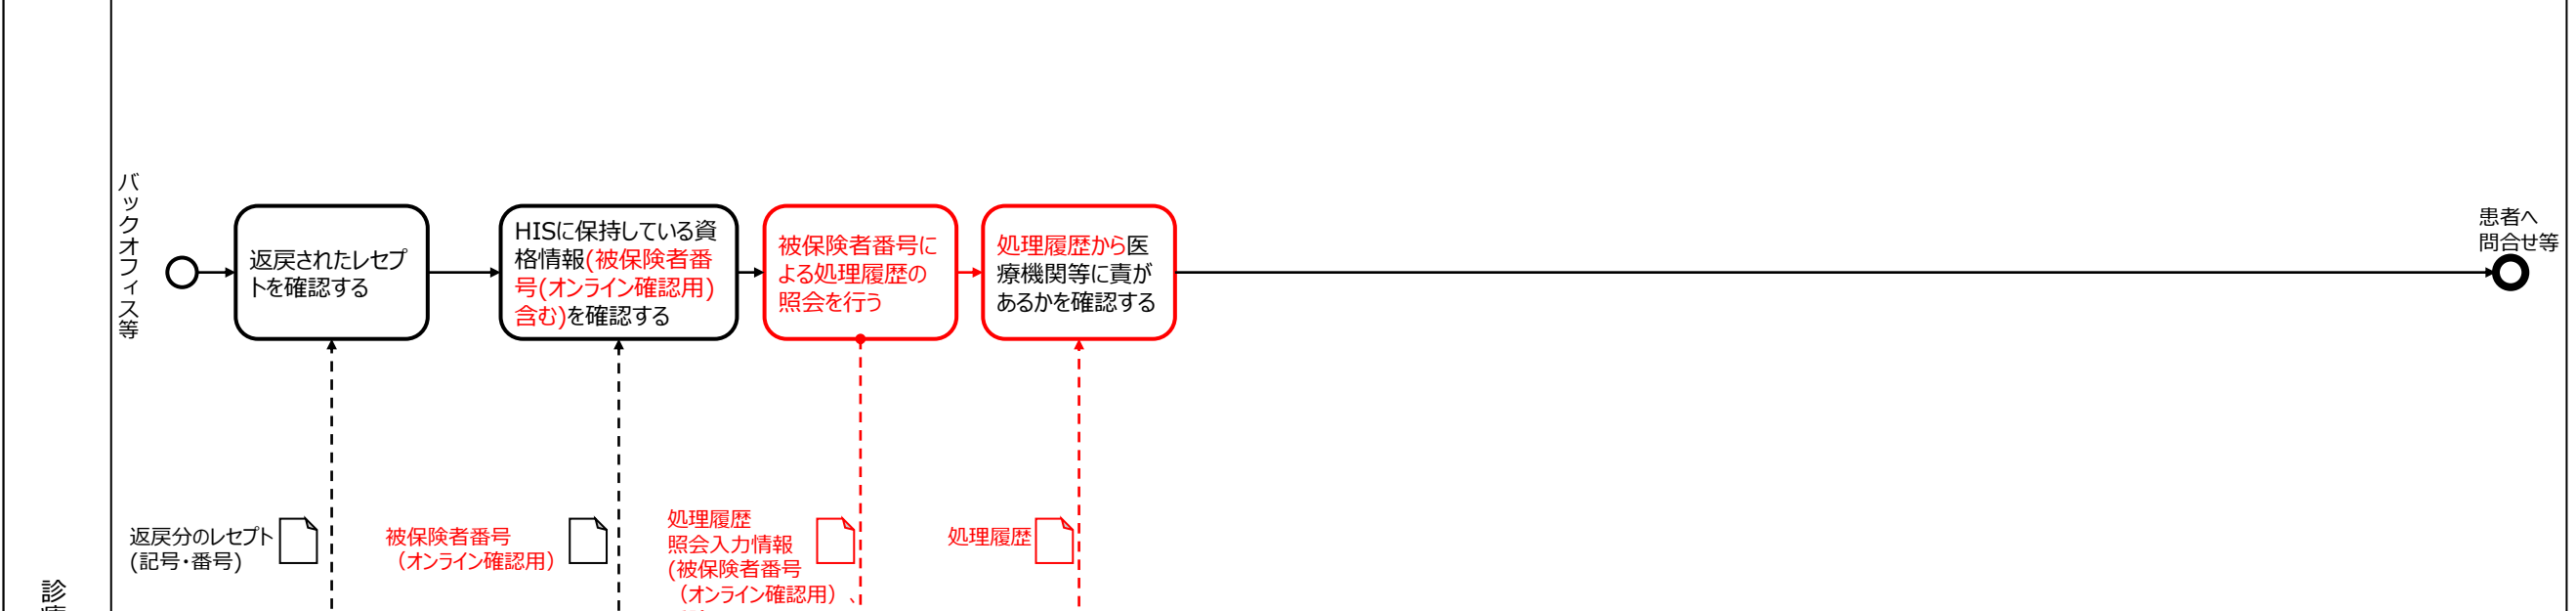 バックオフィス等
返戻されたレセプ
トを確認する
HISに保持している資
格情報(被保険者番
号(オンライン確認用)
含む)を確認する
被保険者番号に
よる処理履歴の
照会を行う
処理履歴から医
療機関等に責が
あるかを確認する
患者へ
問合せ等
返戻分のレセプト
(記号・番号)
被保険者番号
（オンライン確認用）
処理履歴
照会入力情報
(被保険者番号
（オンライン確認用）、
処理履歴
診